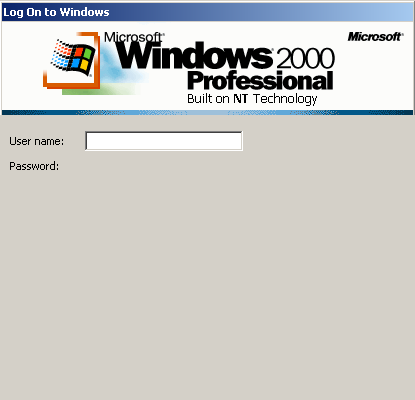 Log On to Windows
Microsoft
Microsoft
Windows 2000
Professional
Built on NT Technology
User name:
Password: